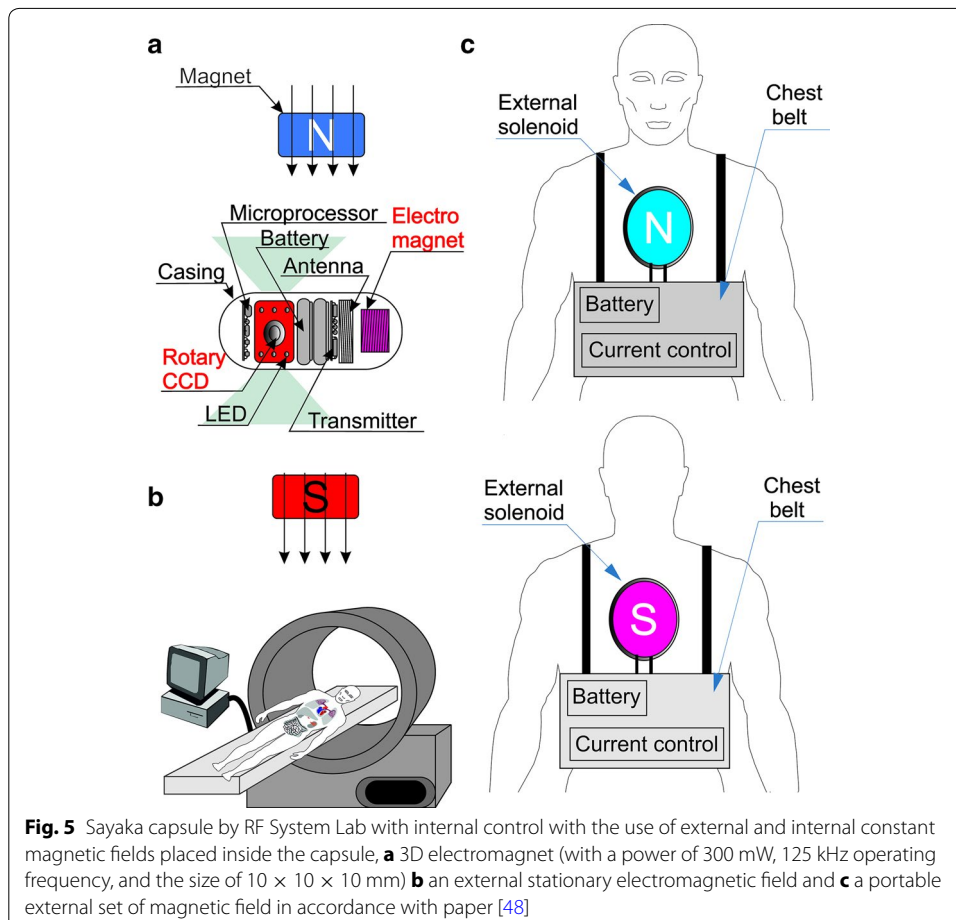 a
Magnet
N
Microprocessor
Battery
Antenna
Electro
magnet
Casing
Rotary
CCD
LED
Transmitter
b
S
c
External
solenoid
Chest
belt
N
Battery
Current control
External
solenoid
Chest
belt
S
Battery
Current control
Fig. 5 Sayaka capsule by RF System Lab with internal control with the use of external and internal constant
magnetic fields placed inside the capsule, a 3D electromagnet (with a power of 300 mW, 125 kHz operating
frequency, and the size of 10 × 10 × 10 mm) b an external stationary electromagnetic field and c a portable
external set of magnetic field in accordance with paper [48]